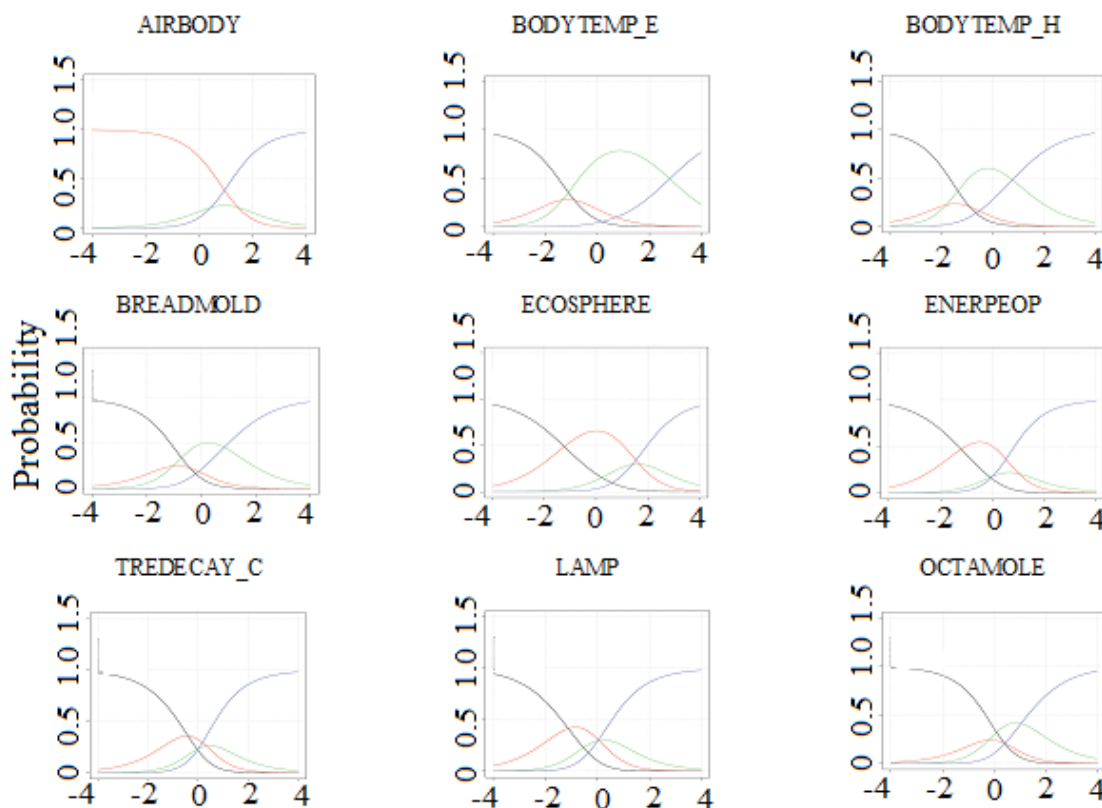 AIRBODY BODYTEMP_E BODYTEMP_H
0 0.5 1.0 1.5 0 0.5 1.0 1.5 0 0.5 1.0 1.5
-4 -2 0 2 4 -4 -2 0 2 4 -4 -2 0 2 4
BREADMOLD ECOSPHERE ENERPEOP
Probability
0 0.5 1.0 1.5 0 0.5 1.0 1.5 0 0.5 1.0 1.5
-4 -2 0 2 4 -4 -2 0 2 4 -4 -2 0 2 4
TREDECAY_C LAMP OCTAMOLE
0 0.5 1.0 1.5 0 0.5 1.0 1.5 0 0.5 1.0 1.5
-4 -2 0 2 4 -4 -2 0 2 4 -4 -2 0 2 4